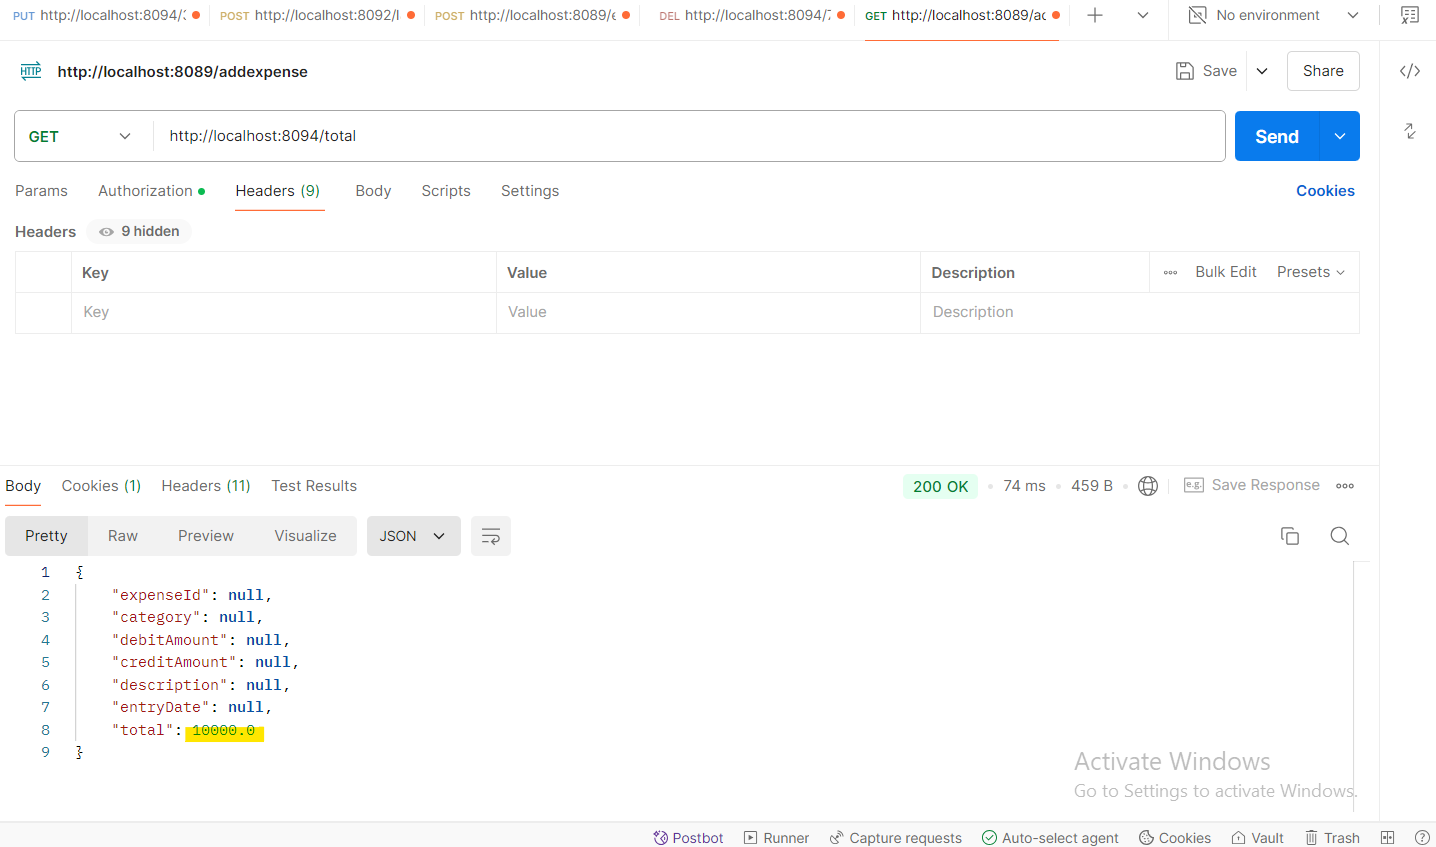 PUT http://localhost:8094/ POST http://localhost:8092/l POST http://localhost:8089/e DEL http://localhost:8094/7 GET http://localhost:8089/ad No environment
HTTP http://localhost:8089/addexpense Save Share
GET http://localhost:8094/total Send
Params Authorization Headers (9) Body Scripts Settings Cookies
Headers 9 hidden
Key Value Description Bulk Edit Presets
Key Value Description
Body Cookies (1) Headers (11) Test Results 200 OK 74 ms 459 B e.g. Save Response
Pretty Raw Preview Visualize JSON
1 {
2 "expenseId": null,
3 "category": null,
4 "debitAmount": null,
5 "creditAmount": null,
6 "description": null,
7 "entryDate": null,
8 "total": 10000.0
9 }
Activate Windows
Go to Settings to activate Windows.
Postbot Runner Capture requests Auto-select agent Cookies Vault Trash